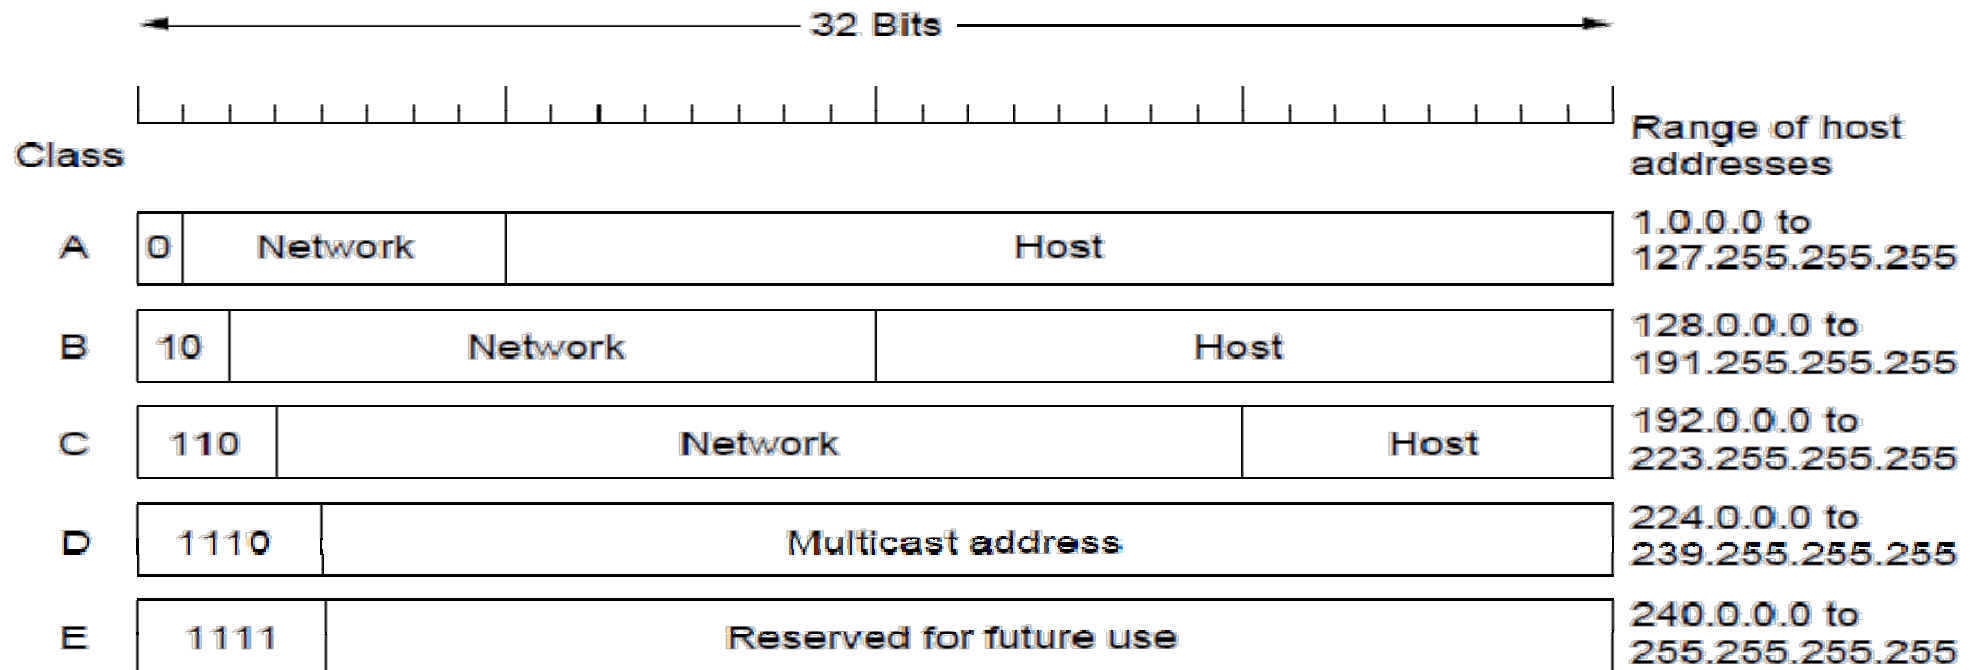 32 Bits
Class
Range of host
addresses
A
0
Network
Host
1.0.0.0 to
127.255.255.255
B
10
Network
Host
128.0.0.0 to
191.255.255.255
C
110
Network
Host
192.0.0.0 to
223.255.255.255
D
1110
Multicast address
224.0.0.0 to
239.255.255.255
E
1111
Reserved for future use
240.0.0.0 to
255.255.255.255